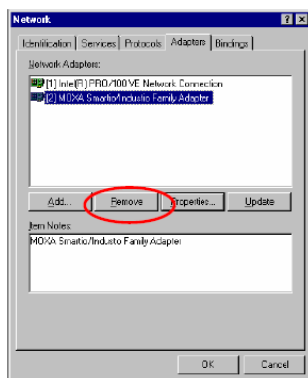 Network
Identification Services Protocols Adapters Bindings
Network Adapters:
[1] Intel(R) PRO/100 VE Network Connection
[2] MOXA Smartio/Industio Family Adapter
Add... Remove Properties... Update
Item Notes:
MOXA Smartio/Industo Family Adapter
OK Cancel